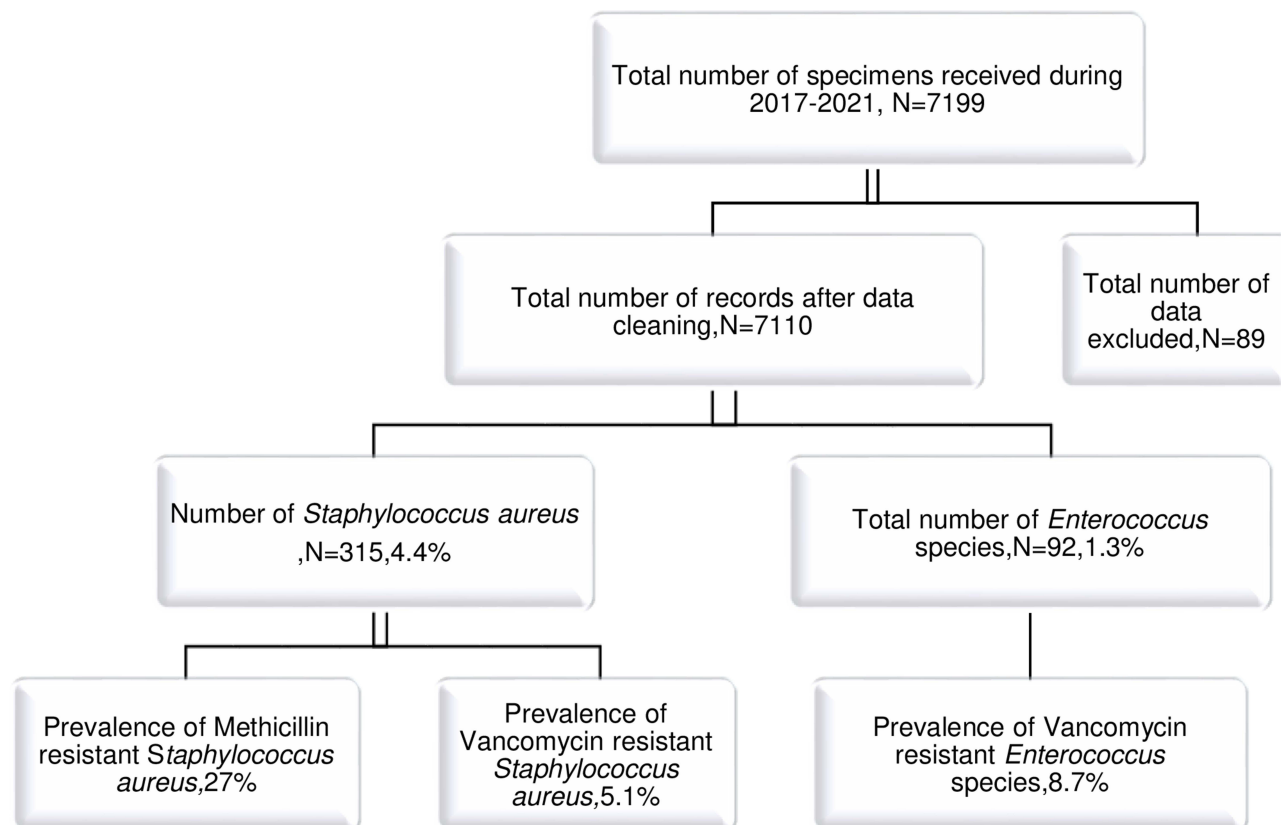 Total number of specimens received during
2017-2021, N=7199
Total number of records after data
cleaning,N=7110
Total number of
data
excluded,N=89
Number of Staphylococcus aureus
,N=315,4.4%
Total number of Enterococcus
species,N=92,1.3%
Prevalence of Methicillin
resistant Staphylococcus
aureus,27%
Prevalence of
Vancomycin resistant
Staphylococcus
aureus,5.1%
Prevalence of Vancomycin
resistant Enterococcus
species,8.7%